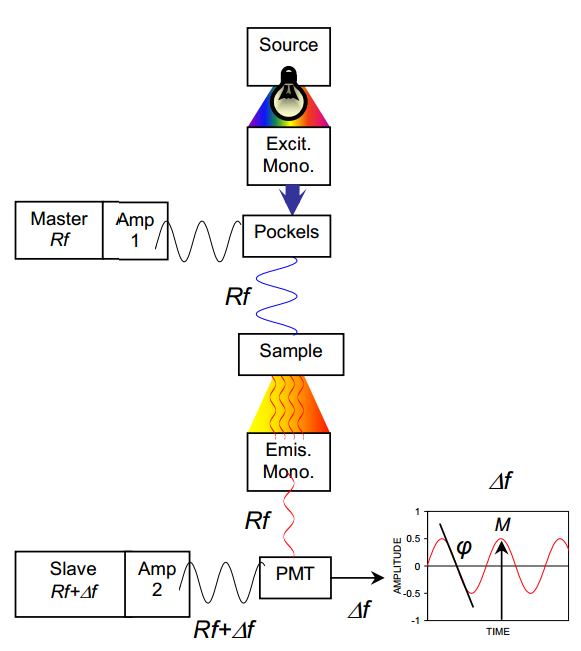 Source
Excit.
Mono.
Master
Rf
Amp
1
Pockels
Rf
Sample
Emis.
Mono.
Rf
Slave
Rf+Δf
Amp
2
Rf+Δf
PMT
Δf
Δf
AMPLITUDE
1
0.5
0
-0.5
-1
φ
M
TIME